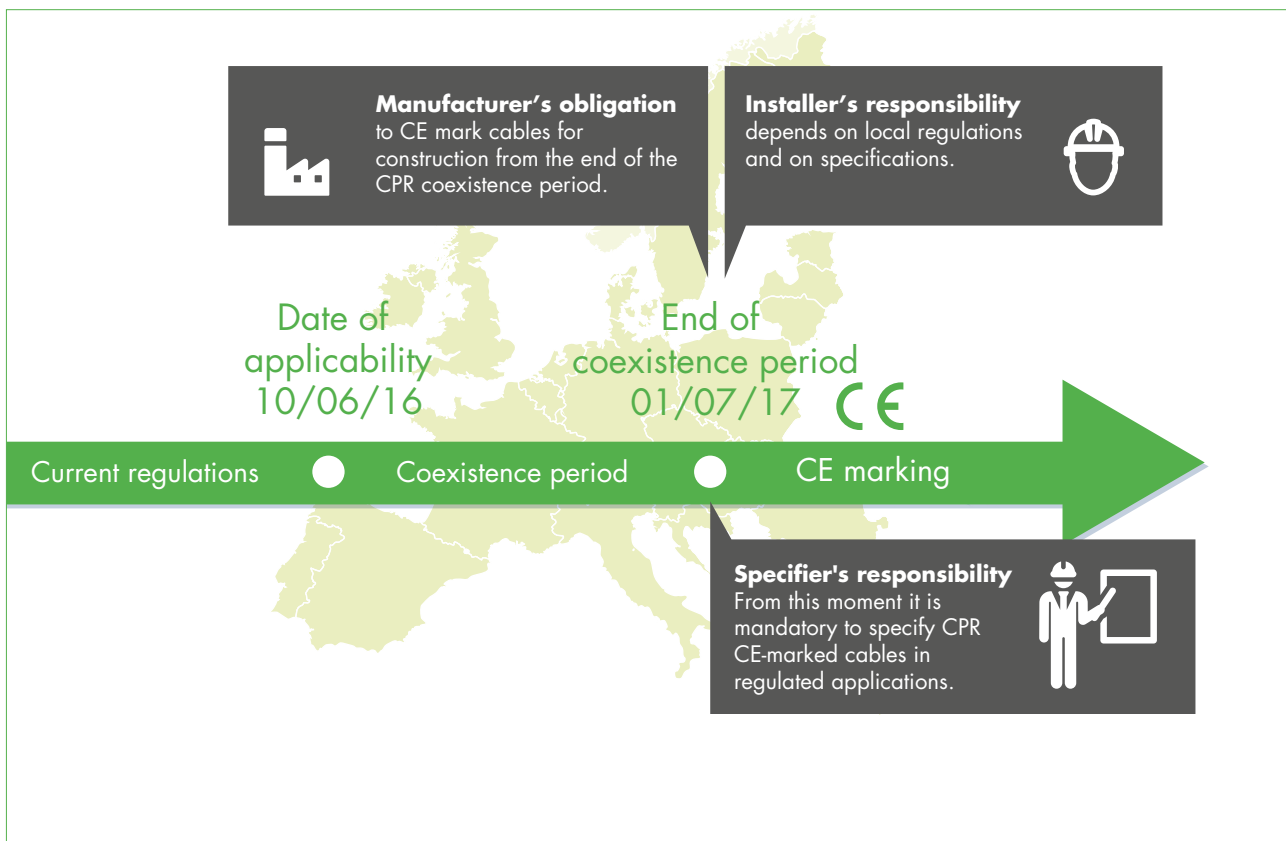 Manufacturer’s obligation
to CE mark cables for
construction from the end of the
CPR coexistence period.
Installer’s responsibility
depends on local regulations
and on specifications.
Date of
applicability
10/06/16
End of
coexistence period
01/07/17
CE
Current regulations
Coexistence period
CE marking
Specifier's responsibility
From this moment it is
mandatory to specify CPR
CE-marked cables in
regulated applications.